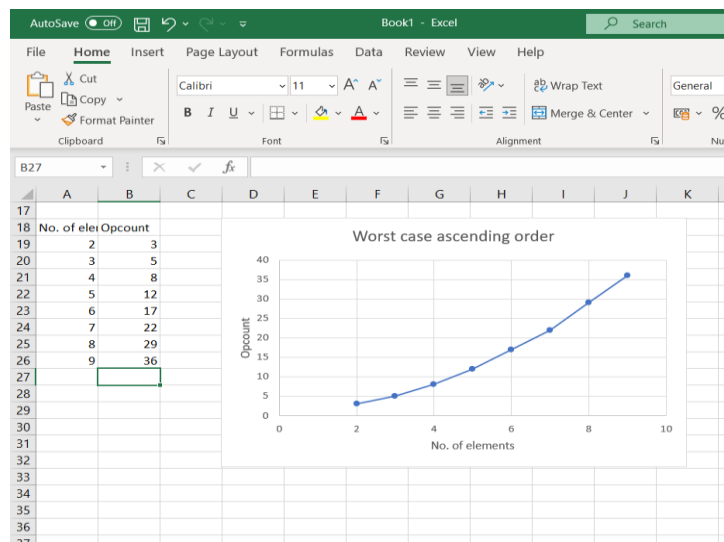 AutoSave Off Book1 - Excel Search
File Home Insert Page Layout Formulas Data Review View Help
Paste
Cut
Copy
Format Painter
Clipboard
Calibri 11 A^ A˅
B I U A
Font
ab Wrap Text
Merge & Center
Alignment
General
%
Nu
B27 fx
A B C D E F G H I J K
17
18 No. of ele Opcount
19 2 3
20 3 5
21 4 8
22 5 12
23 6 17
24 7 22
25 8 29
26 9 36
27
28
29
30
31
32
33
34
35
36
37
Worst case ascending order
Opcount
40
35
30
25
20
15
10
5
0
0 2 4 6 8 10
No. of elements